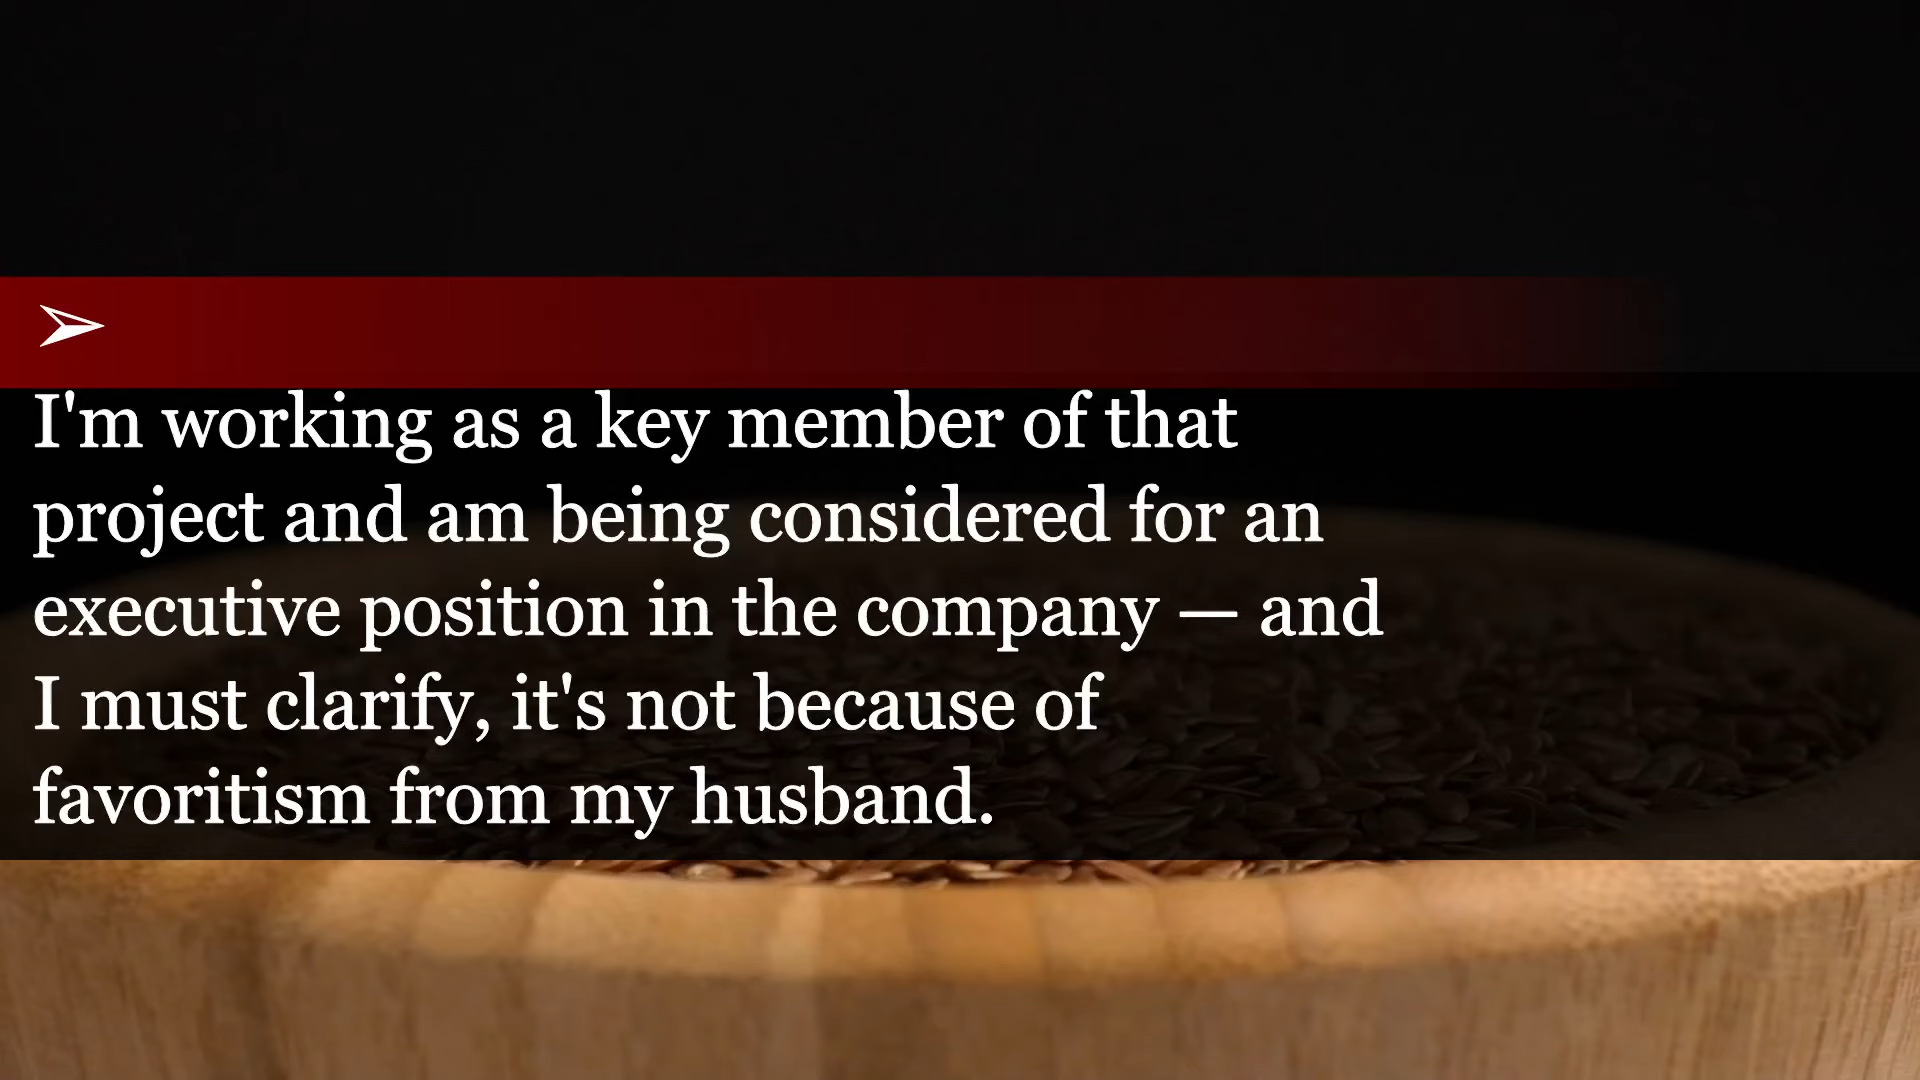 ➢
I'm working as a key member of that
project and am being considered for an
executive position in the company — and
I must clarify, it's not because of
favoritism from my husband.